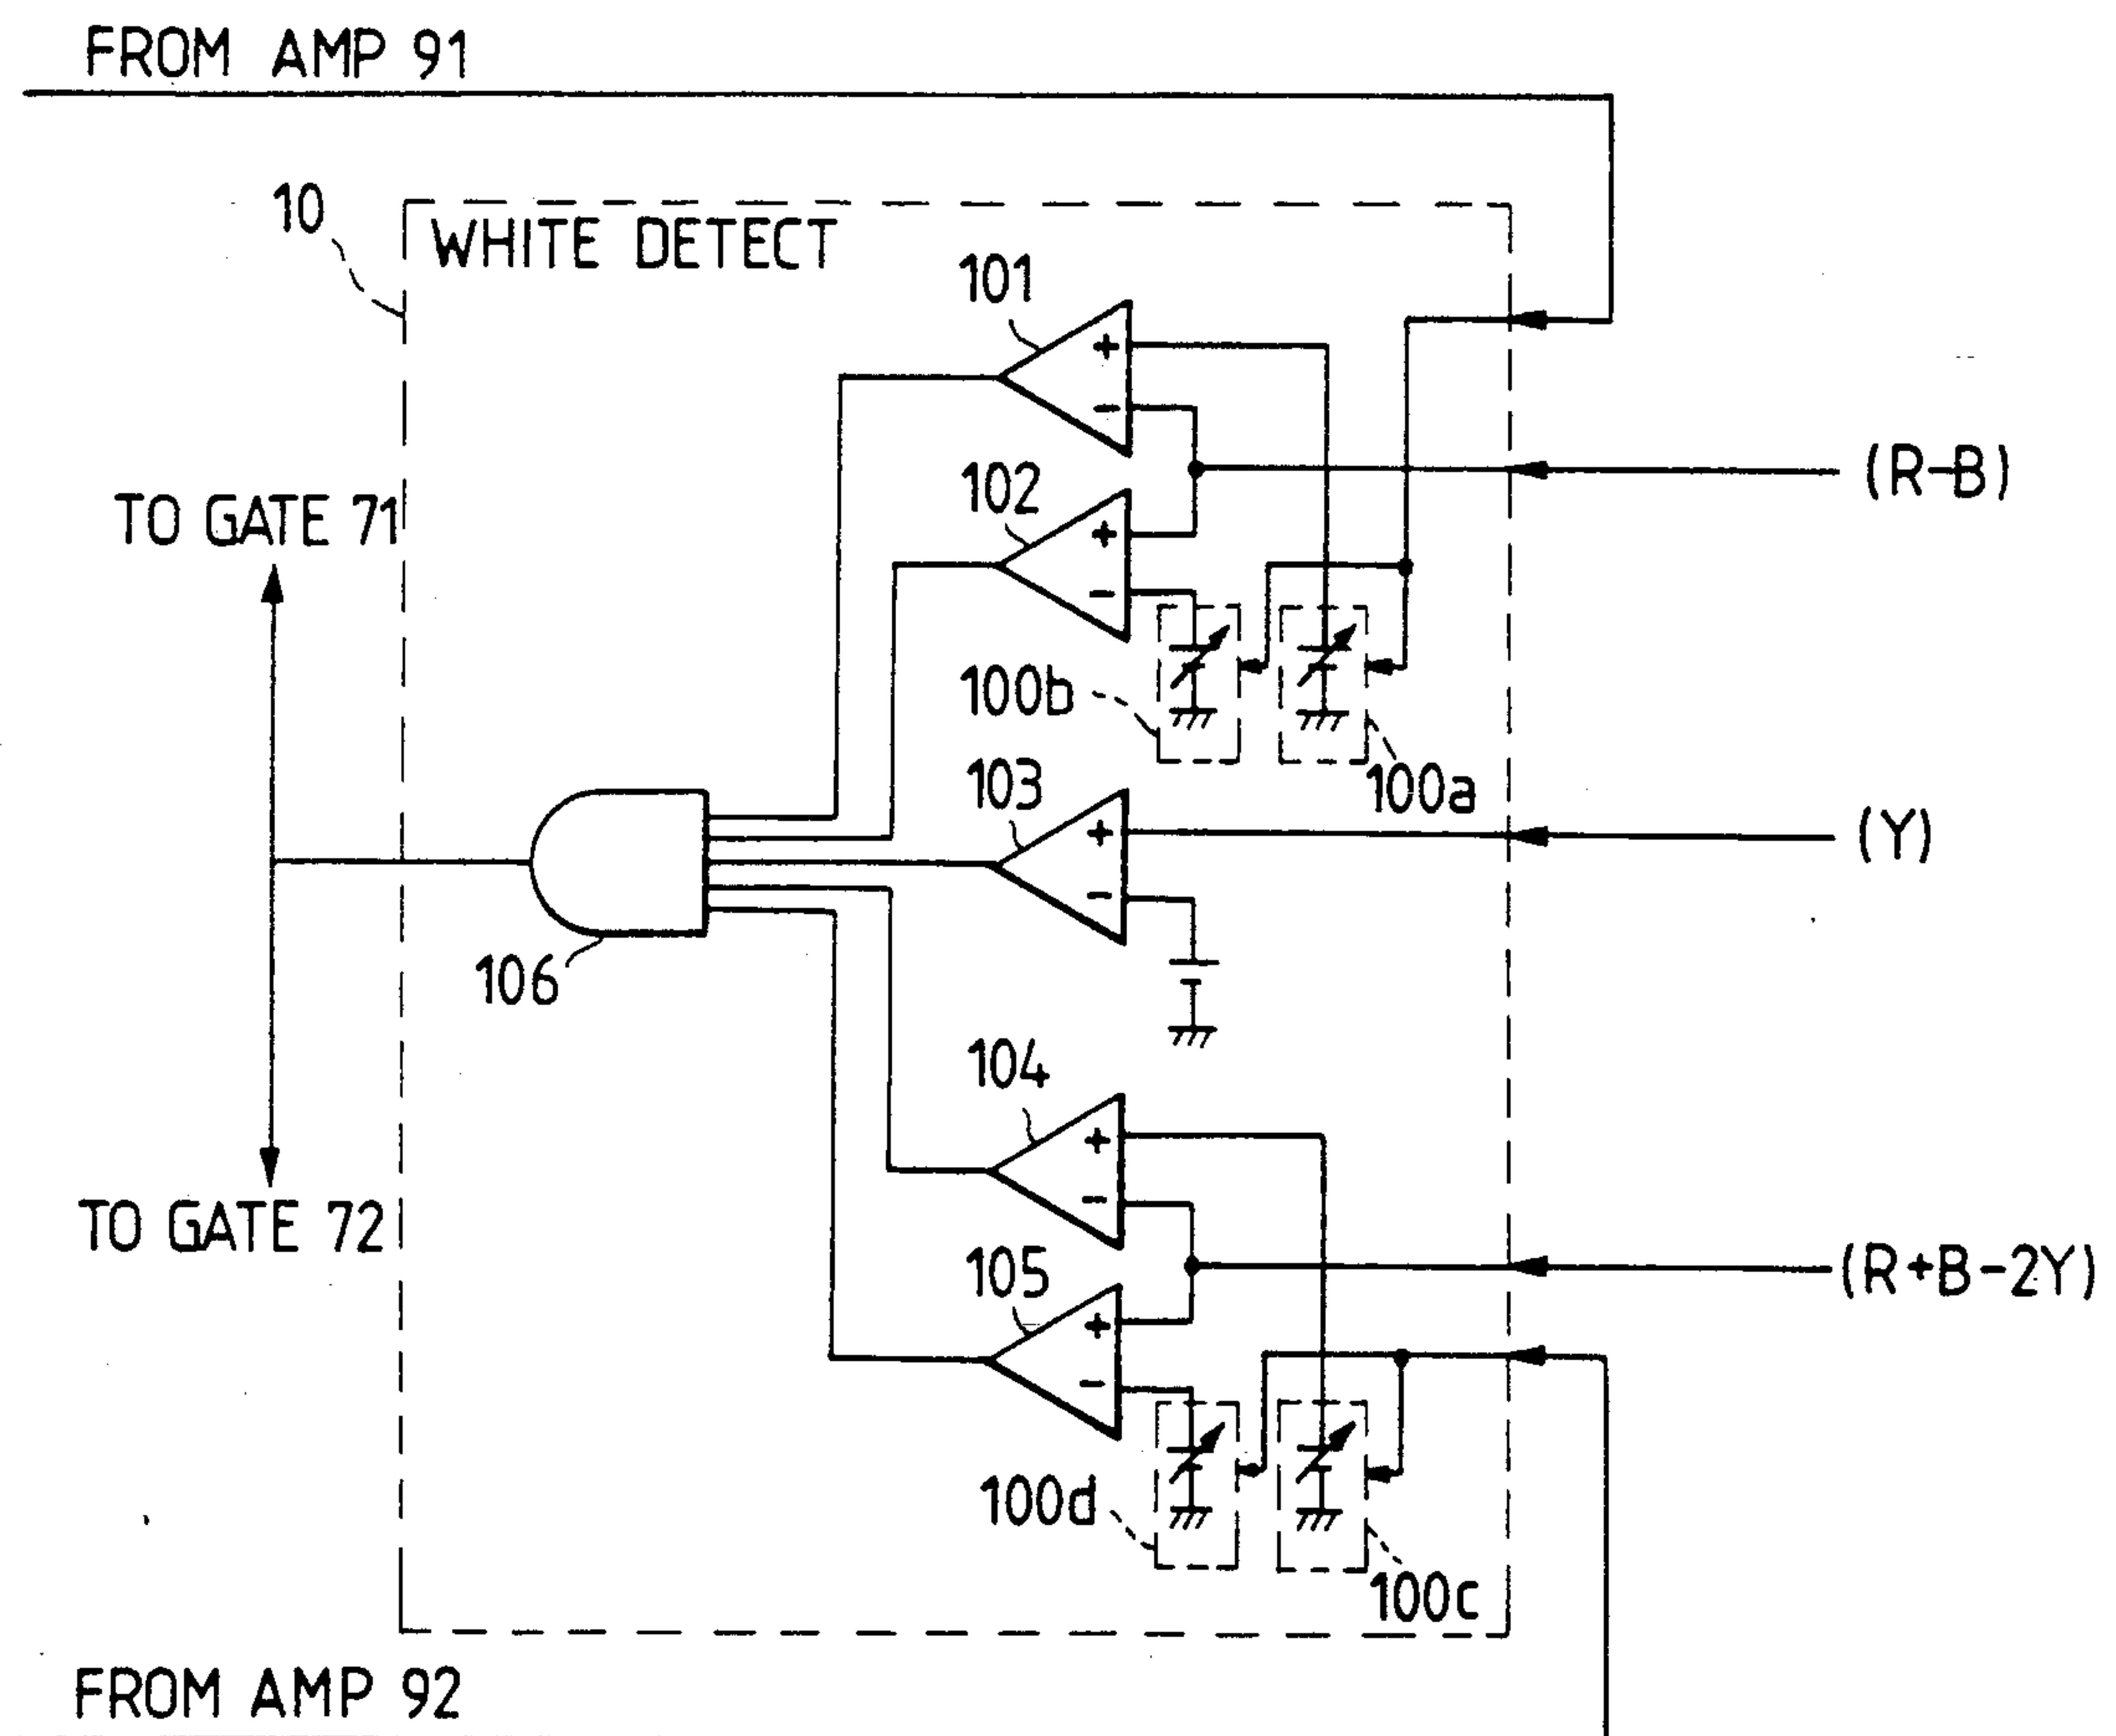 FROM AMP 91
10
WHITE DETECT
101
+
-
(R-B)
102
TO GATE 71
+
-
100b
100a
103
+
-
(Y)
106
104
+
-
TO GATE 72
105
(R+B-2Y)
+
-
100d
100c
FROM AMP 92